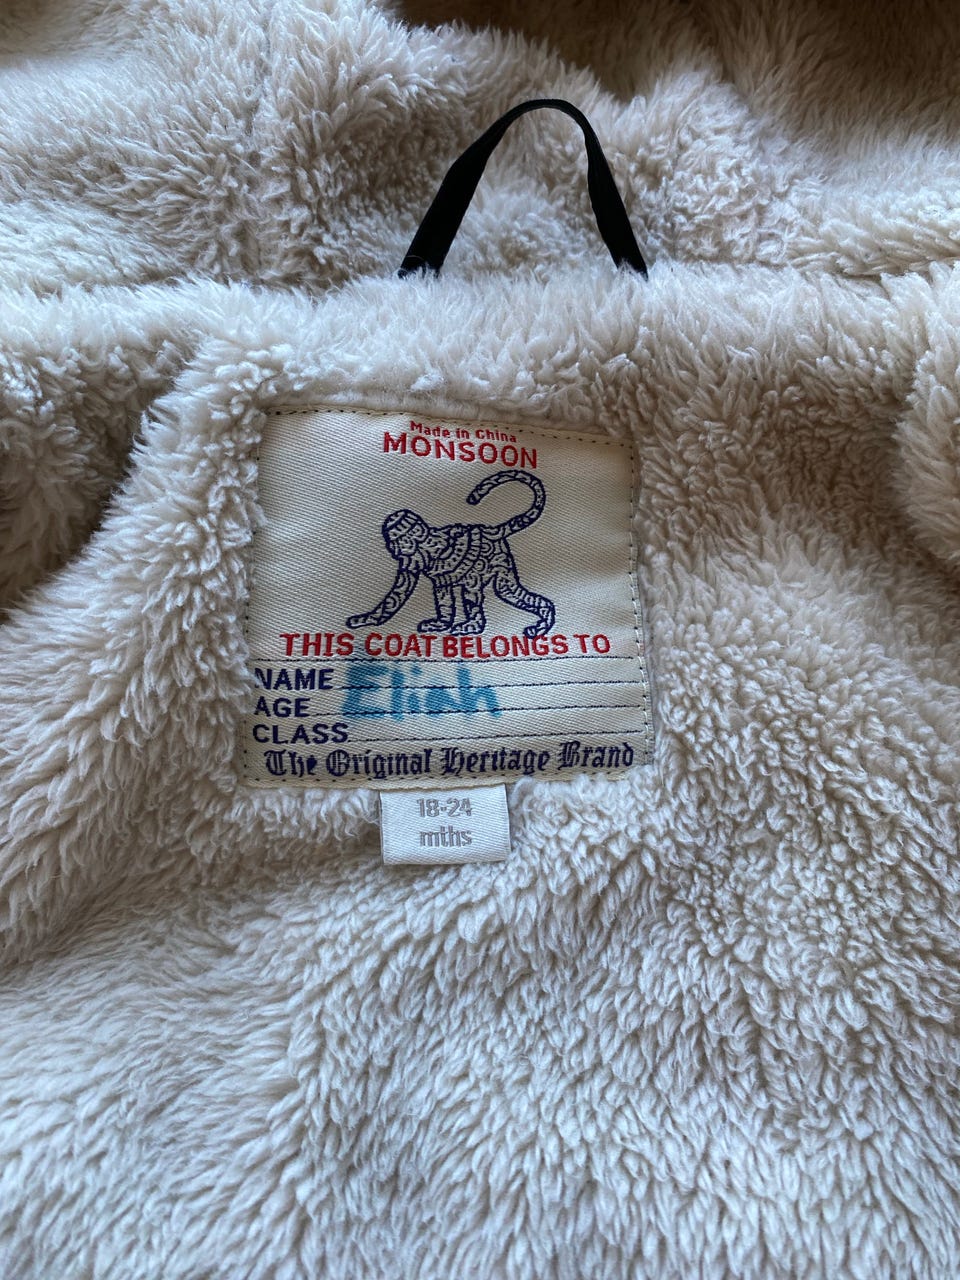 Made in China
MONSOON
THIS COAT BELONGS TO
NAME Eliah
AGE
CLASS
The Original Heritage Brand
18-24
mths